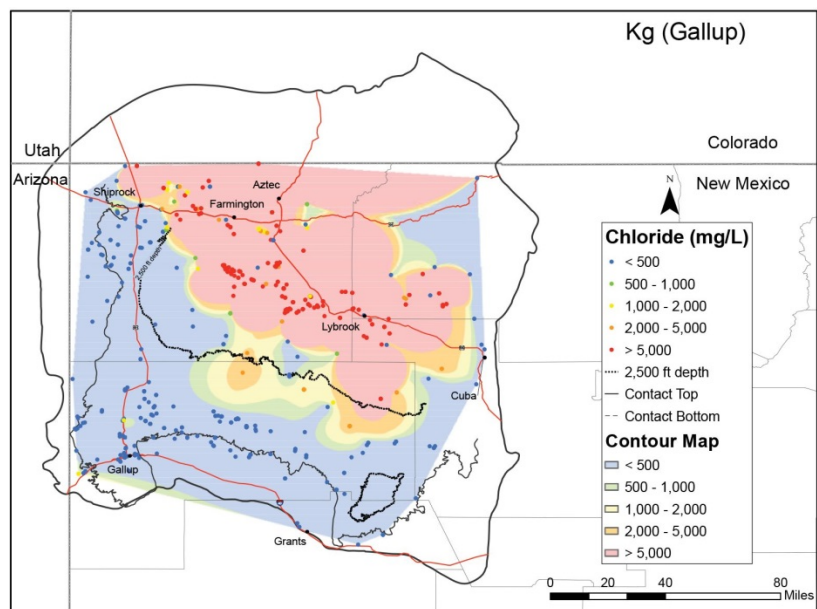 Kg (Gallup)
Utah
Colorado
Arizona
New Mexico
Shiprock
Aztec
Farmington
N
2,500 ft depth
Lybrook
Cuba
Gallup
Grants
Chloride (mg/L)
< 500
500 - 1,000
1,000 - 2,000
2,000 - 5,000
> 5,000
2,500 ft depth
Contact Top
Contact Bottom
Contour Map
< 500
500 - 1,000
1,000 - 2,000
2,000 - 5,000
> 5,000
0 20 40 80
Miles